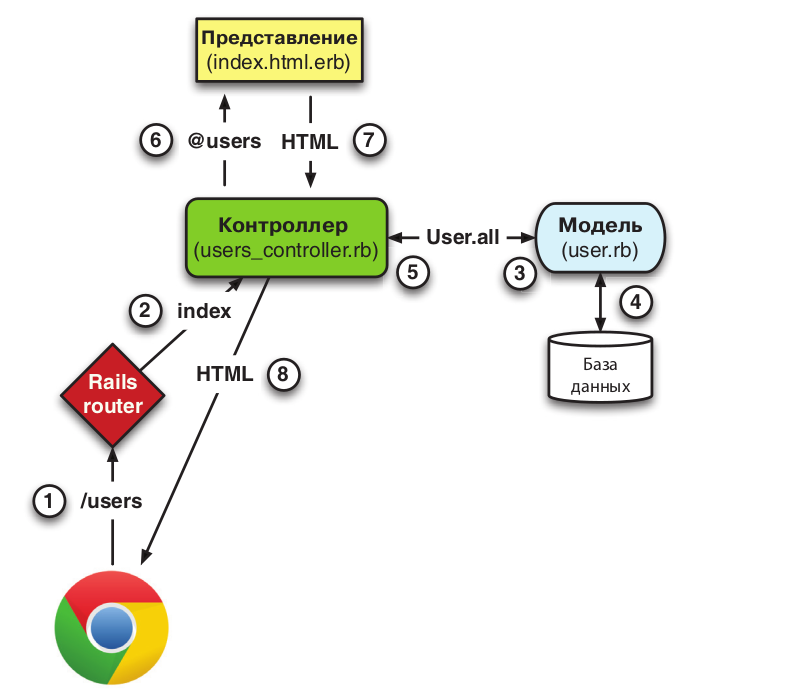 Представление
(index.html.erb)
6 @users HTML 7
Контроллер
(users_controller.rb)
User.all
Модель
(user.rb)
5
3
4
2 index
База
данных
HTML 8
Rails
router
1 /users